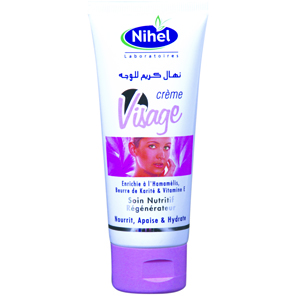 Nihel
Laboratoires
نهال كريم للوجه
crème
Visage
Enrichie à l'Hamamélis,
Beurre de Karité & Vitamine E
Soin Nutritif
Régénérateur
Nourrit, Apaise & Hydrate